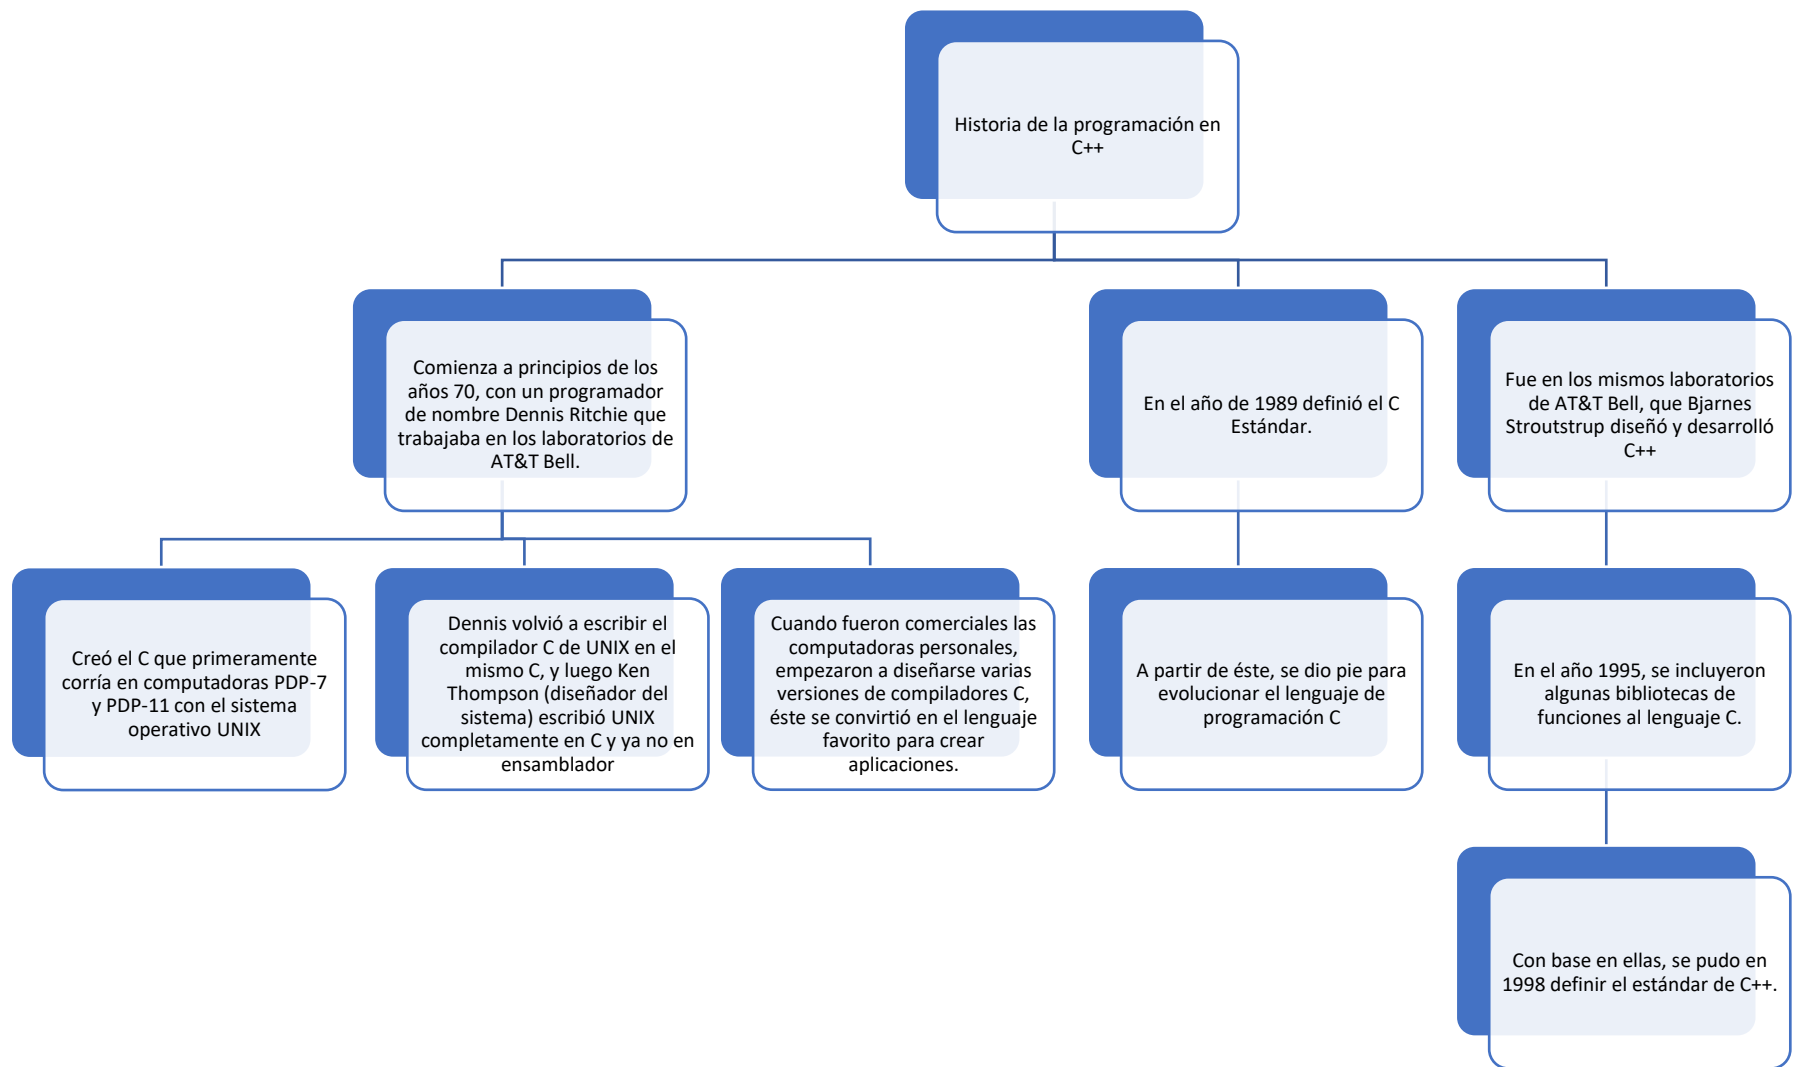 Historia de la programación en
C++
Comienza a principios de los
años 70, con un programador
de nombre Dennis Ritchie que
trabajaba en los laboratorios de
AT&T Bell.
En el año de 1989 definió el C
Estándar.
Fue en los mismos laboratorios
de AT&T Bell, que Bjarnes
Stroutstrup diseñó y desarrolló
C++
Creó el C que primeramente
corría en computadoras PDP-7
y PDP-11 con el sistema
operativo UNIX
Dennis volvió a escribir el
compilador C de UNIX en el
mismo C, y luego Ken
Thompson (diseñador del
sistema) escribió UNIX
completamente en C y ya no en
ensamblador
Cuando fueron comerciales las
computadoras personales,
empezaron a diseñarse varias
versiones de compiladores C,
éste se convirtió en el lenguaje
favorito para crear
aplicaciones.
A partir de éste, se dio pie para
evolucionar el lenguaje de
programación C
En el año 1995, se incluyeron
algunas bibliotecas de
funciones al lenguaje C.
Con base en ellas, se pudo en
1998 definir el estándar de C++.